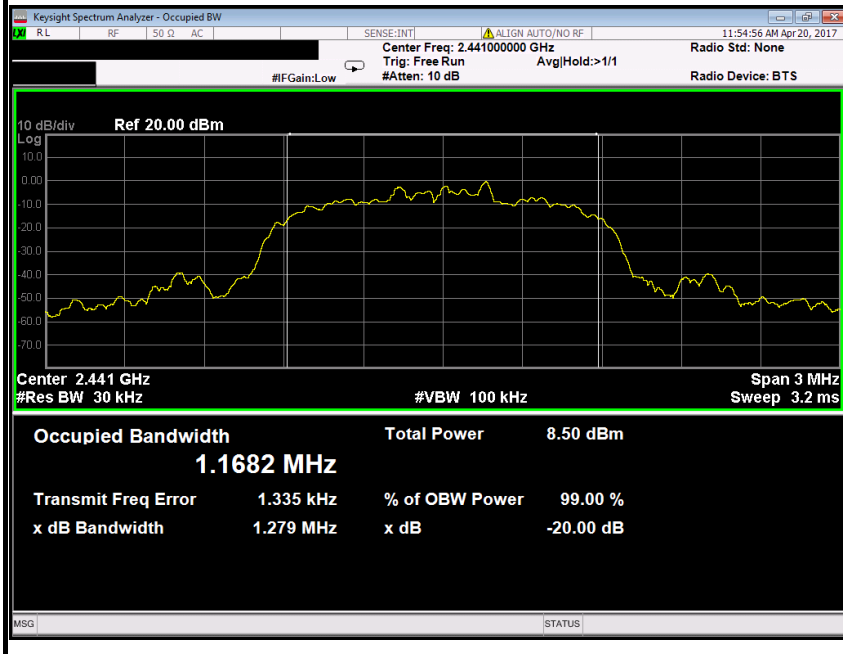 Keysight Spectrum Analyzer - Occupied BW
LXI RL RF 50 Ω AC SENSE:INT ALIGN AUTO/NO RF 11:54:56 AM Apr 20, 2017
Center Freq: 2.441000000 GHz Radio Std: None
Trig: Free Run Avg|Hold:>1/1
#IFGain:Low #Atten: 10 dB Radio Device: BTS
10 dB/div Ref 20.00 dBm
Log
10.0
0.00
-10.0
-20.0
-30.0
-40.0
-50.0
-60.0
-70.0
Center 2.441 GHz Span 3 MHz
#Res BW 30 kHz #VBW 100 kHz Sweep 3.2 ms
Occupied Bandwidth Total Power 8.50 dBm
1.1682 MHz
Transmit Freq Error 1.335 kHz % of OBW Power 99.00 %
x dB Bandwidth 1.279 MHz x dB -20.00 dB
MSG STATUS